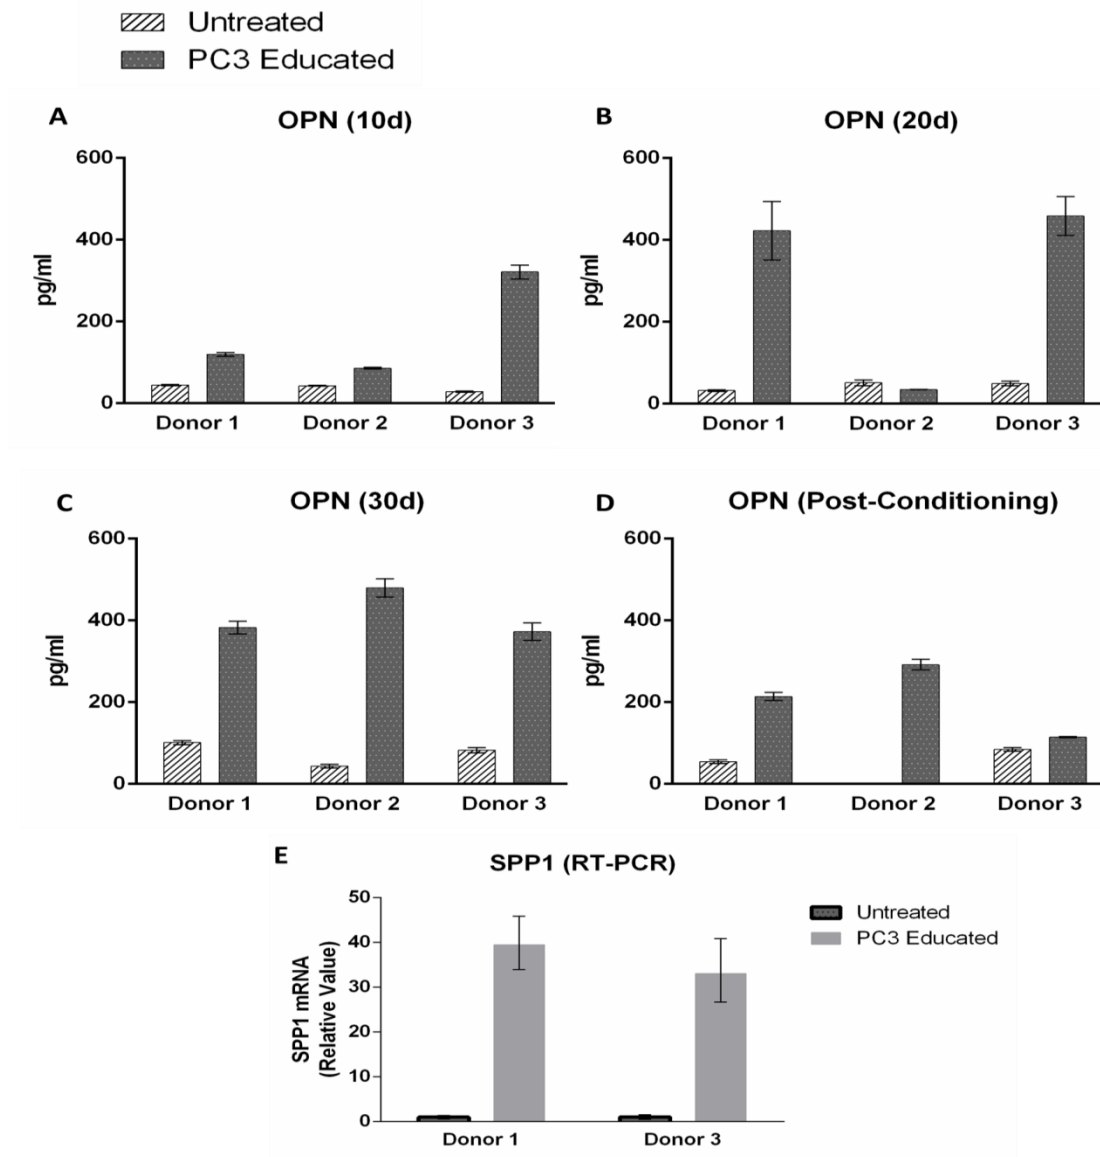 Untreated
PC3 Educated
A
OPN (10d)
600
400
200
0
pg/ml
Donor 1 Donor 2 Donor 3
B
OPN (20d)
600
400
200
0
pg/ml
Donor 1 Donor 2 Donor 3
C
OPN (30d)
600
400
200
0
pg/ml
Donor 1 Donor 2 Donor 3
D
OPN (Post-Conditioning)
600
400
200
0
pg/ml
Donor 1 Donor 2 Donor 3
E
SPP1 (RT-PCR)
50
40
30
20
10
0
SPP1 mRNA
(Relative Value)
Donor 1 Donor 3
Untreated
PC3 Educated